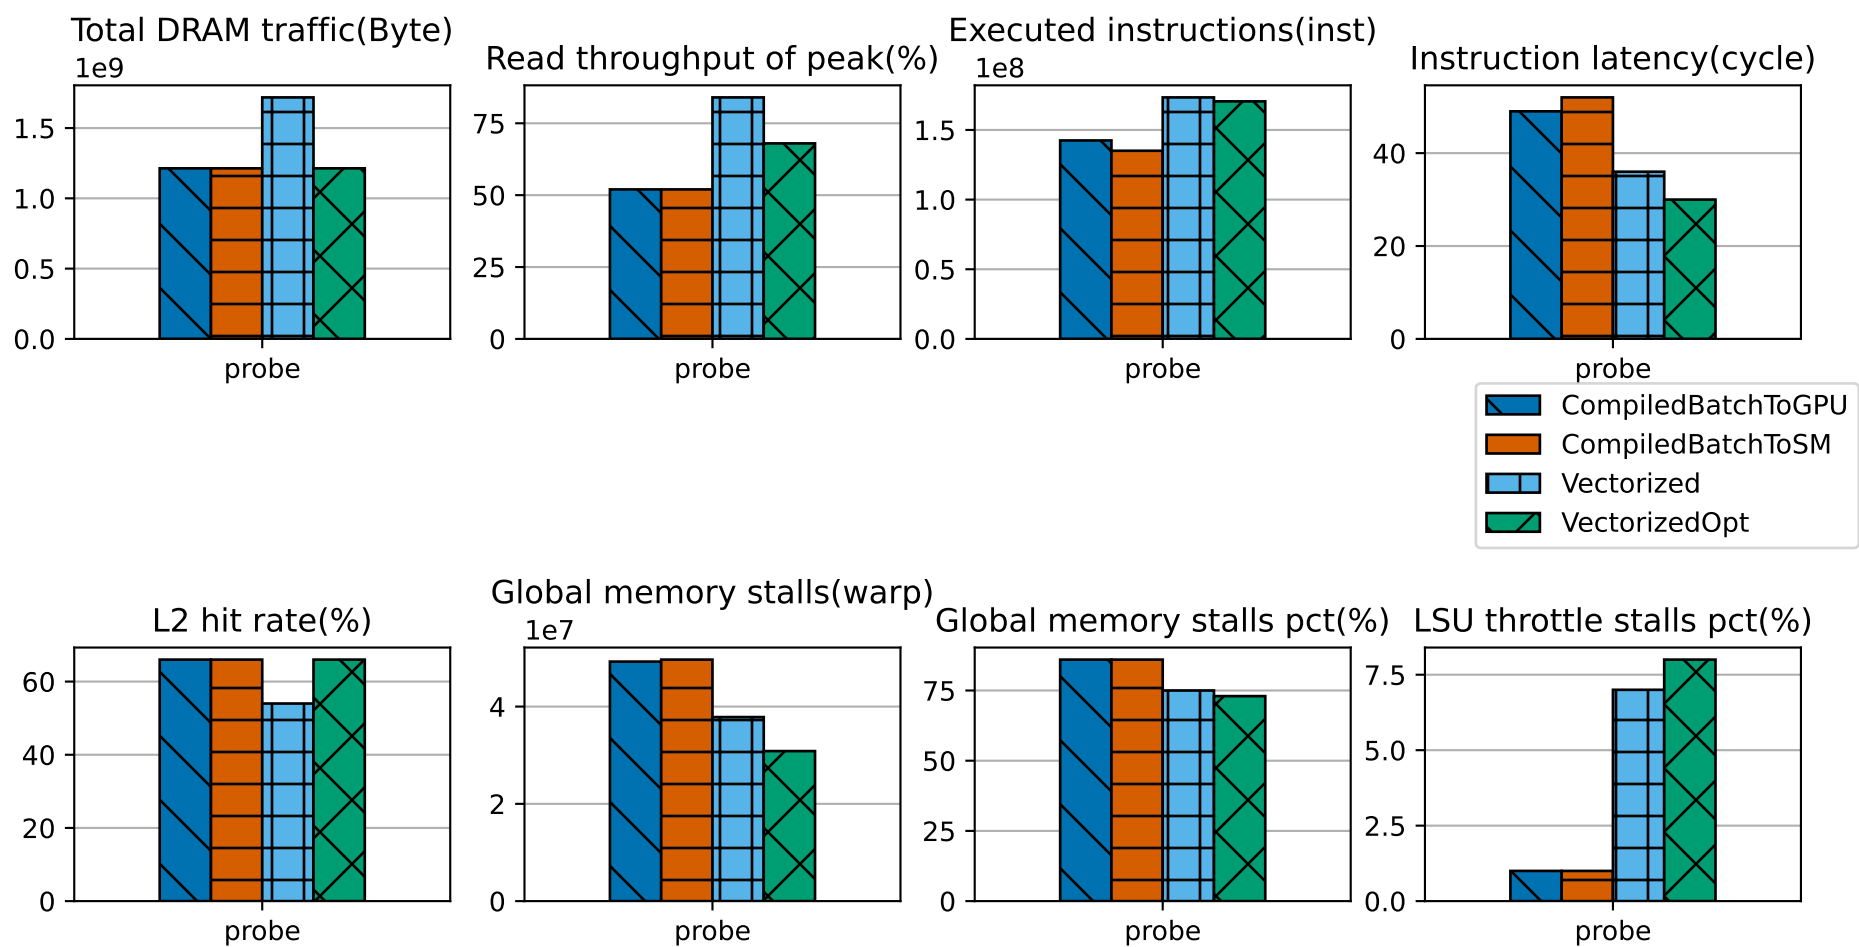 Total DRAM traffic(Byte)
1e9
1.5
1.0
0.5
0.0
probe
Read throughput of peak(%)
75
50
25
0
probe
Executed instructions(inst)
1e8
1.5
1.0
0.5
0.0
probe
Instruction latency(cycle)
40
20
0
probe
CompiledBatchToGPU
CompiledBatchToSM
Vectorized
VectorizedOpt
L2 hit rate(%)
60
40
20
0
probe
Global memory stalls(warp)
1e7
4
2
0
probe
Global memory stalls pct(%)
75
50
25
0
probe
LSU throttle stalls pct(%)
7.5
5.0
2.5
0.0
probe